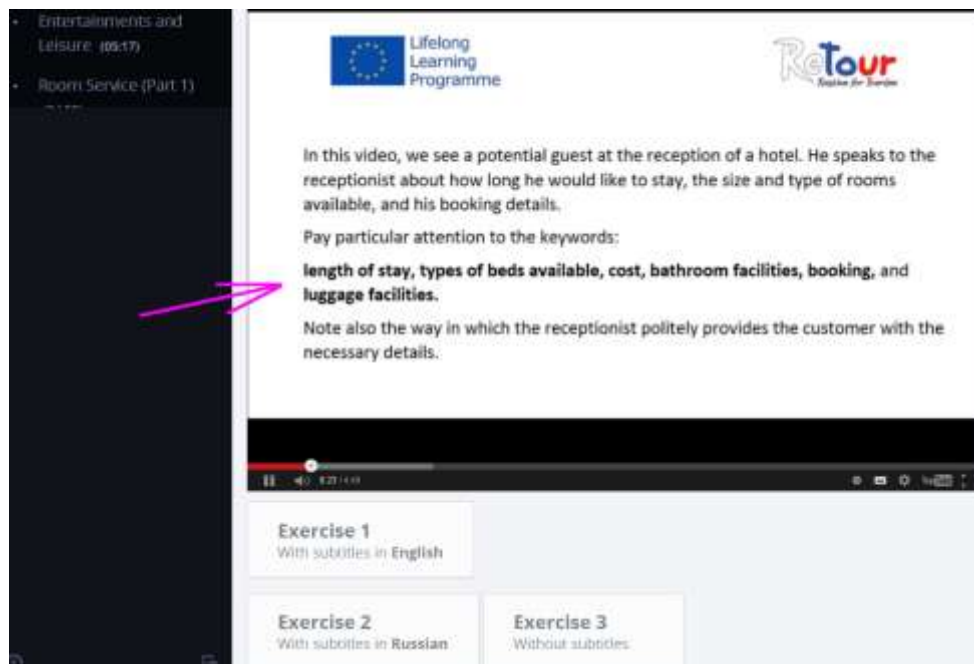 Entertainments and
Leisure (05:17)
Room Service (Part 1)
Lifelong
Learning
Programme
ReTour
Russian for Tourism
In this video, we see a potential guest at the reception of a hotel. He speaks to the
receptionist about how long he would like to stay, the size and type of rooms
available, and his booking details.
Pay particular attention to the keywords:
length of stay, types of beds available, cost, bathroom facilities, booking, and
luggage facilities.
Note also the way in which the receptionist politely provides the customer with the
necessary details.
Exercise 1
With subtitles in English
Exercise 2
With subtitles in Russian
Exercise 3
Without subtitles